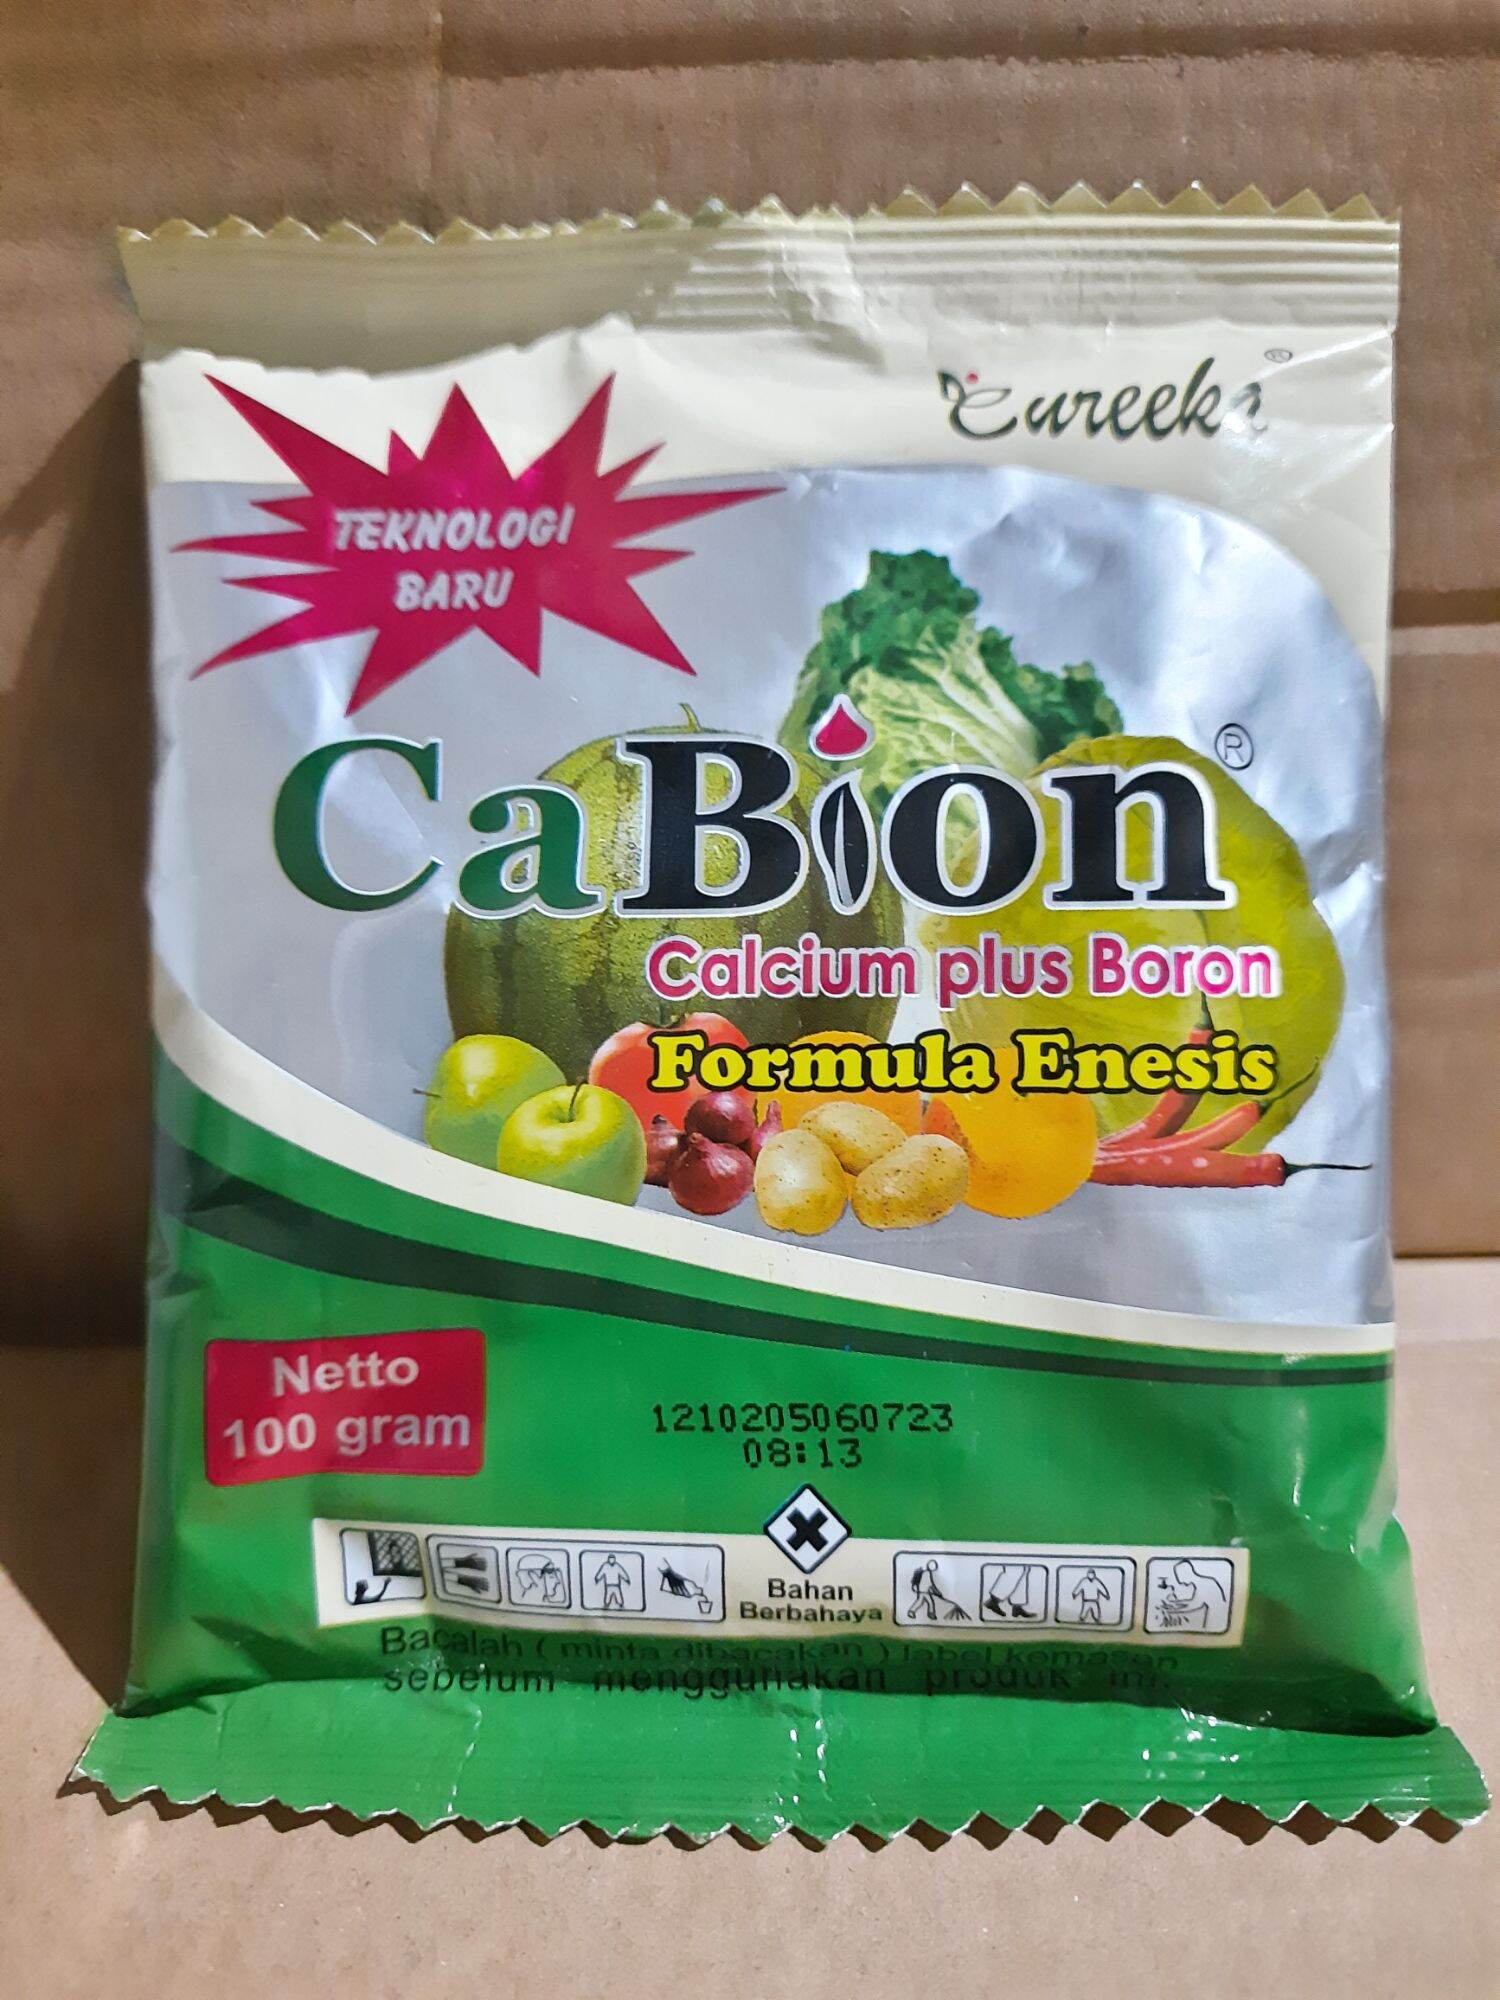 Eureeka®
TEKNOLOGI
BARU
CaBion®
Calcium plus Boron
Formula Enesis
Netto
100 gram
1210205060723
08:13
Bahan
Berbahaya
Bacalah ( minta dibacakan ) label kemasan
sebelum menggunakan produk ini.